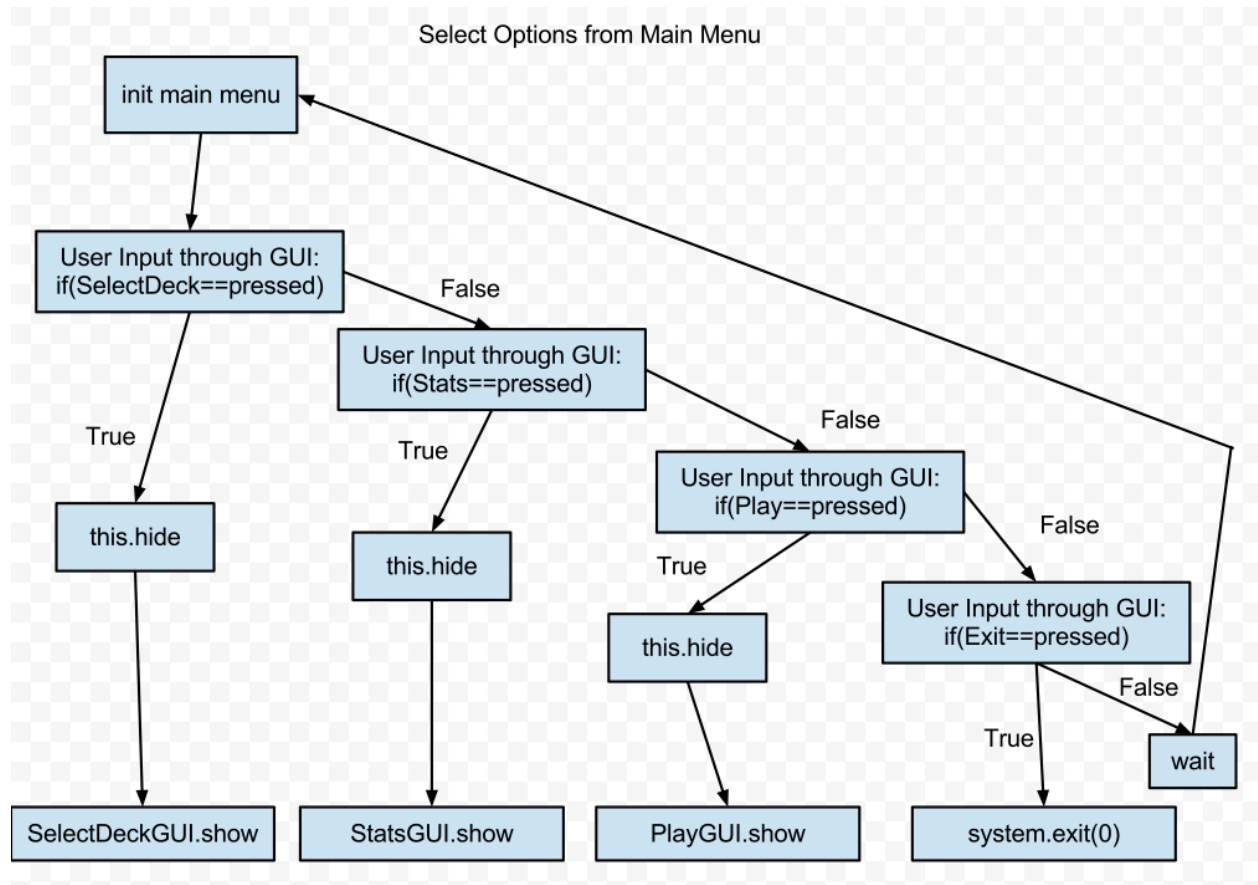 Select Options from Main Menu
init main menu
User Input through GUI:
if(SelectDeck==pressed)
False
User Input through GUI:
if(Stats==pressed)
False
True
True
User Input through GUI:
if(Play==pressed)
False
this.hide
this.hide
True
User Input through GUI:
if(Exit==pressed)
this.hide
False
True
wait
SelectDeckGUI.show
StatsGUI.show
PlayGUI.show
system.exit(0)